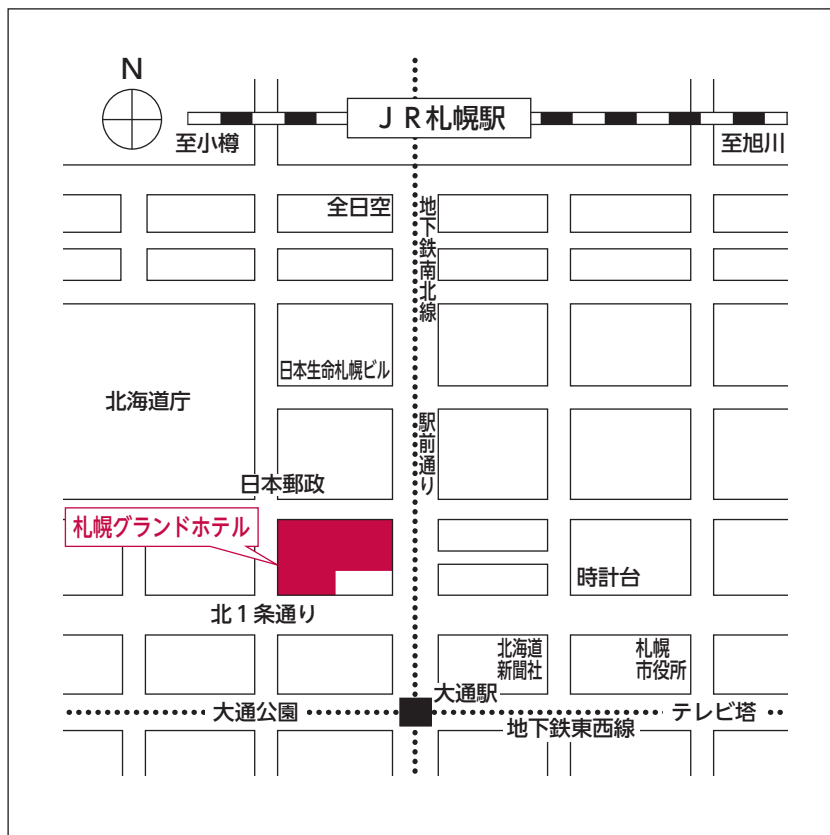 N
ＪＲ札幌駅
至小樽
至旭川
全日空
地下鉄南北線
日本生命札幌ビル
北海道庁
駅前通り
日本郵政
札幌グランドホテル
時計台
北１条通り
北海道
新聞社
札幌
市役所
大通駅
大通公園
テレビ塔
地下鉄東西線